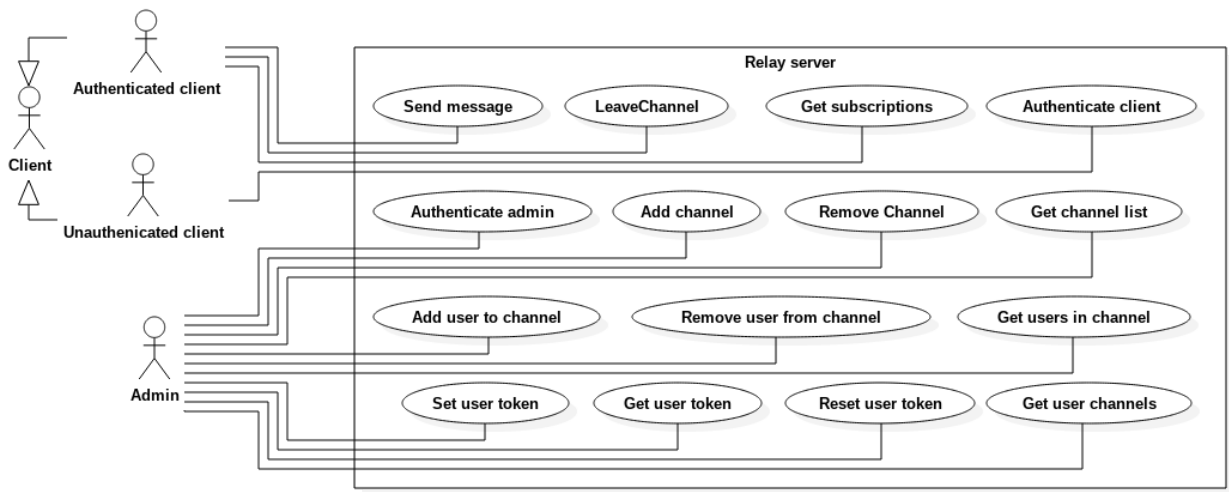 Relay server
Authenticated client
Send message
LeaveChannel
Get subscriptions
Authenticate client
Client
Unauthenicated client
Authenticate admin
Add channel
Remove Channel
Get channel list
Add user to channel
Remove user from channel
Get users in channel
Admin
Set user token
Get user token
Reset user token
Get user channels